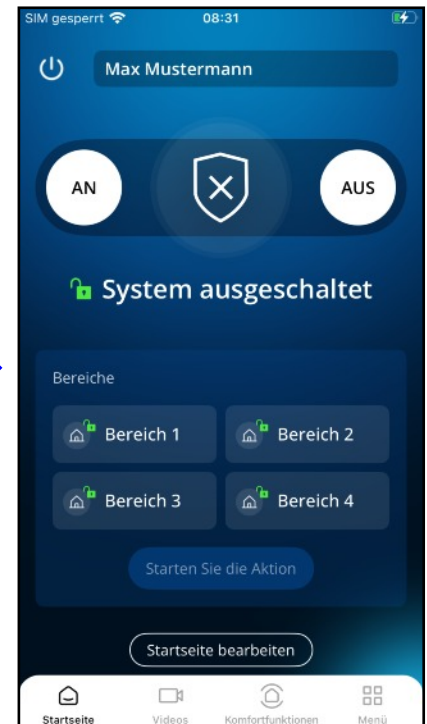 SIM gesperrt 08:31
Max Mustermann
AN AUS
System ausgeschaltet
Bereiche
Bereich 1 Bereich 2
Bereich 3 Bereich 4
Starten Sie die Aktion
Startseite bearbeiten
Startseite Videos Komfortfunktionen Menü